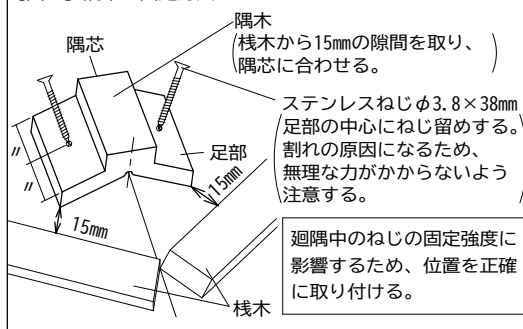 隅木
隅芯
(桟木から15mmの隙間を取り、
隅芯に合わせる。)
ステンレスねじφ3.8×38mm
(足部の中心にねじ留めする。
割れの原因になるため、
無理な力がかからないよう
注意する。)
足部
〃
〃
15mm
15mm
廻隅中のねじの固定強度に
影響するため、位置を正確
に取り付ける。
桟木